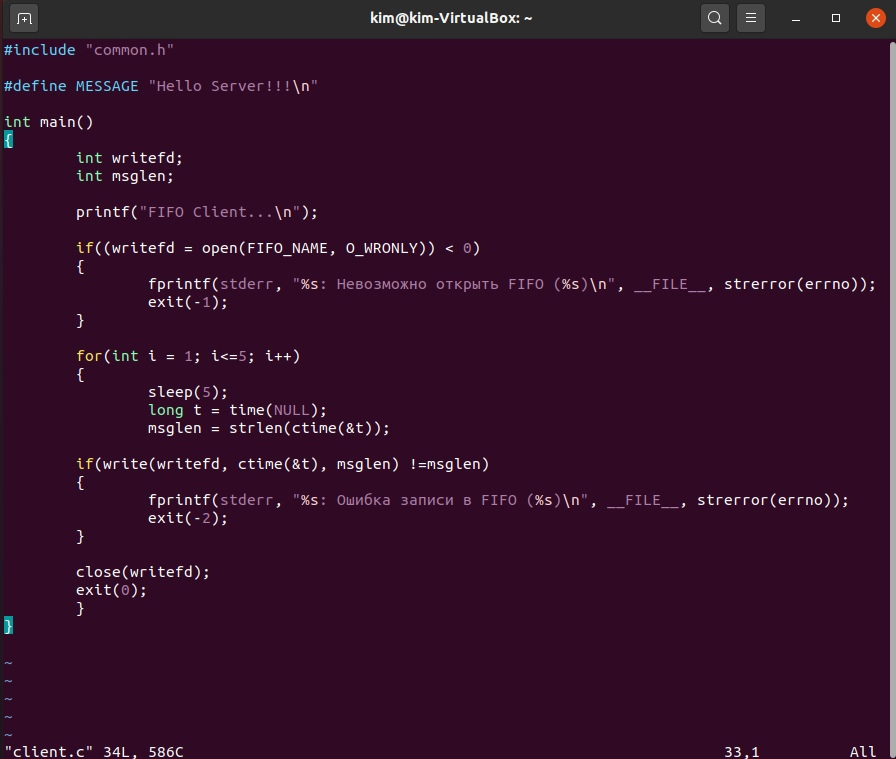 kim@kim-VirtualBox: ~
#include "common.h"
#define MESSAGE "Hello Server!!!\n"
int main()
{
int writefd;
int msglen;
printf("FIFO Client...\n");
if((writefd = open(FIFO_NAME, O_WRONLY)) < 0)
{
fprintf(stderr, "%s: Невозможно открыть FIFO (%s)\n", __FILE__, strerror(errno));
exit(-1);
}
for(int i = 1; i<=5; i++)
{
sleep(5);
long t = time(NULL);
msglen = strlen(ctime(&t));
if(write(writefd, ctime(&t), msglen) !=msglen)
{
fprintf(stderr, "%s: Ошибка записи в FIFO (%s)\n", __FILE__, strerror(errno));
exit(-2);
}
close(writefd);
exit(0);
}
}
~
~
~
~
~
"client.c" 34L, 586C 33,1 All